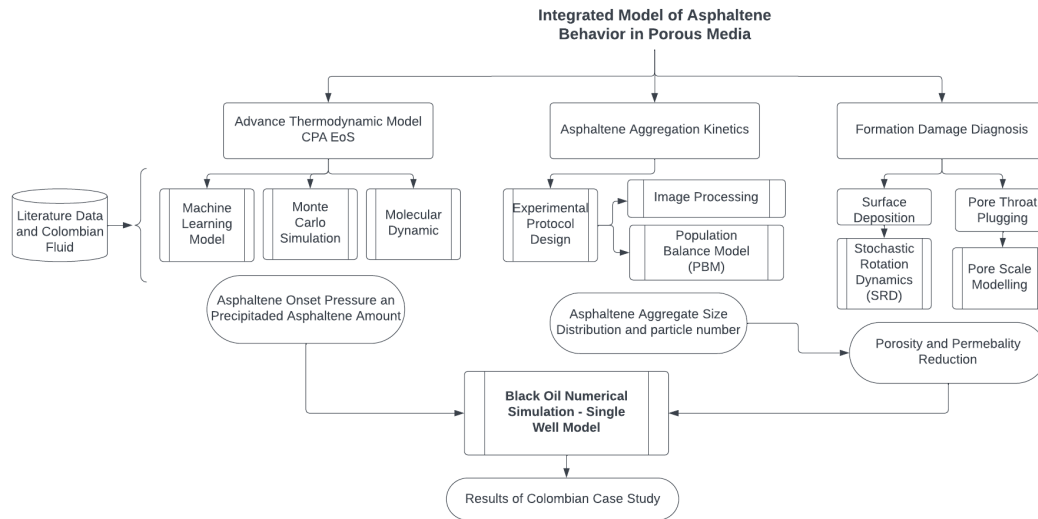 Integrated Model of Asphaltene
Behavior in Porous Media
Advance Thermodynamic Model
CPA EoS
Asphaltene Aggregation Kinetics
Formation Damage Diagnosis
Literature Data
and Colombian
Fluid
Machine
Learning
Model
Monte
Carlo
Simulation
Molecular
Dynamic
Experimental
Protocol
Design
Image Processing
Population
Balance Model
(PBM)
Surface
Deposition
Pore Throat
Plugging
Stochastic
Rotation
Dynamics
(SRD)
Pore Scale
Modelling
Asphaltene Onset Pressure an
Precipitaded Asphaltene Amount
Asphaltene Aggregate Size
Distribution and particle number
Porosity and Permebality
Reduction
Black Oil Numerical
Simulation - Single
Well Model
Results of Colombian Case Study